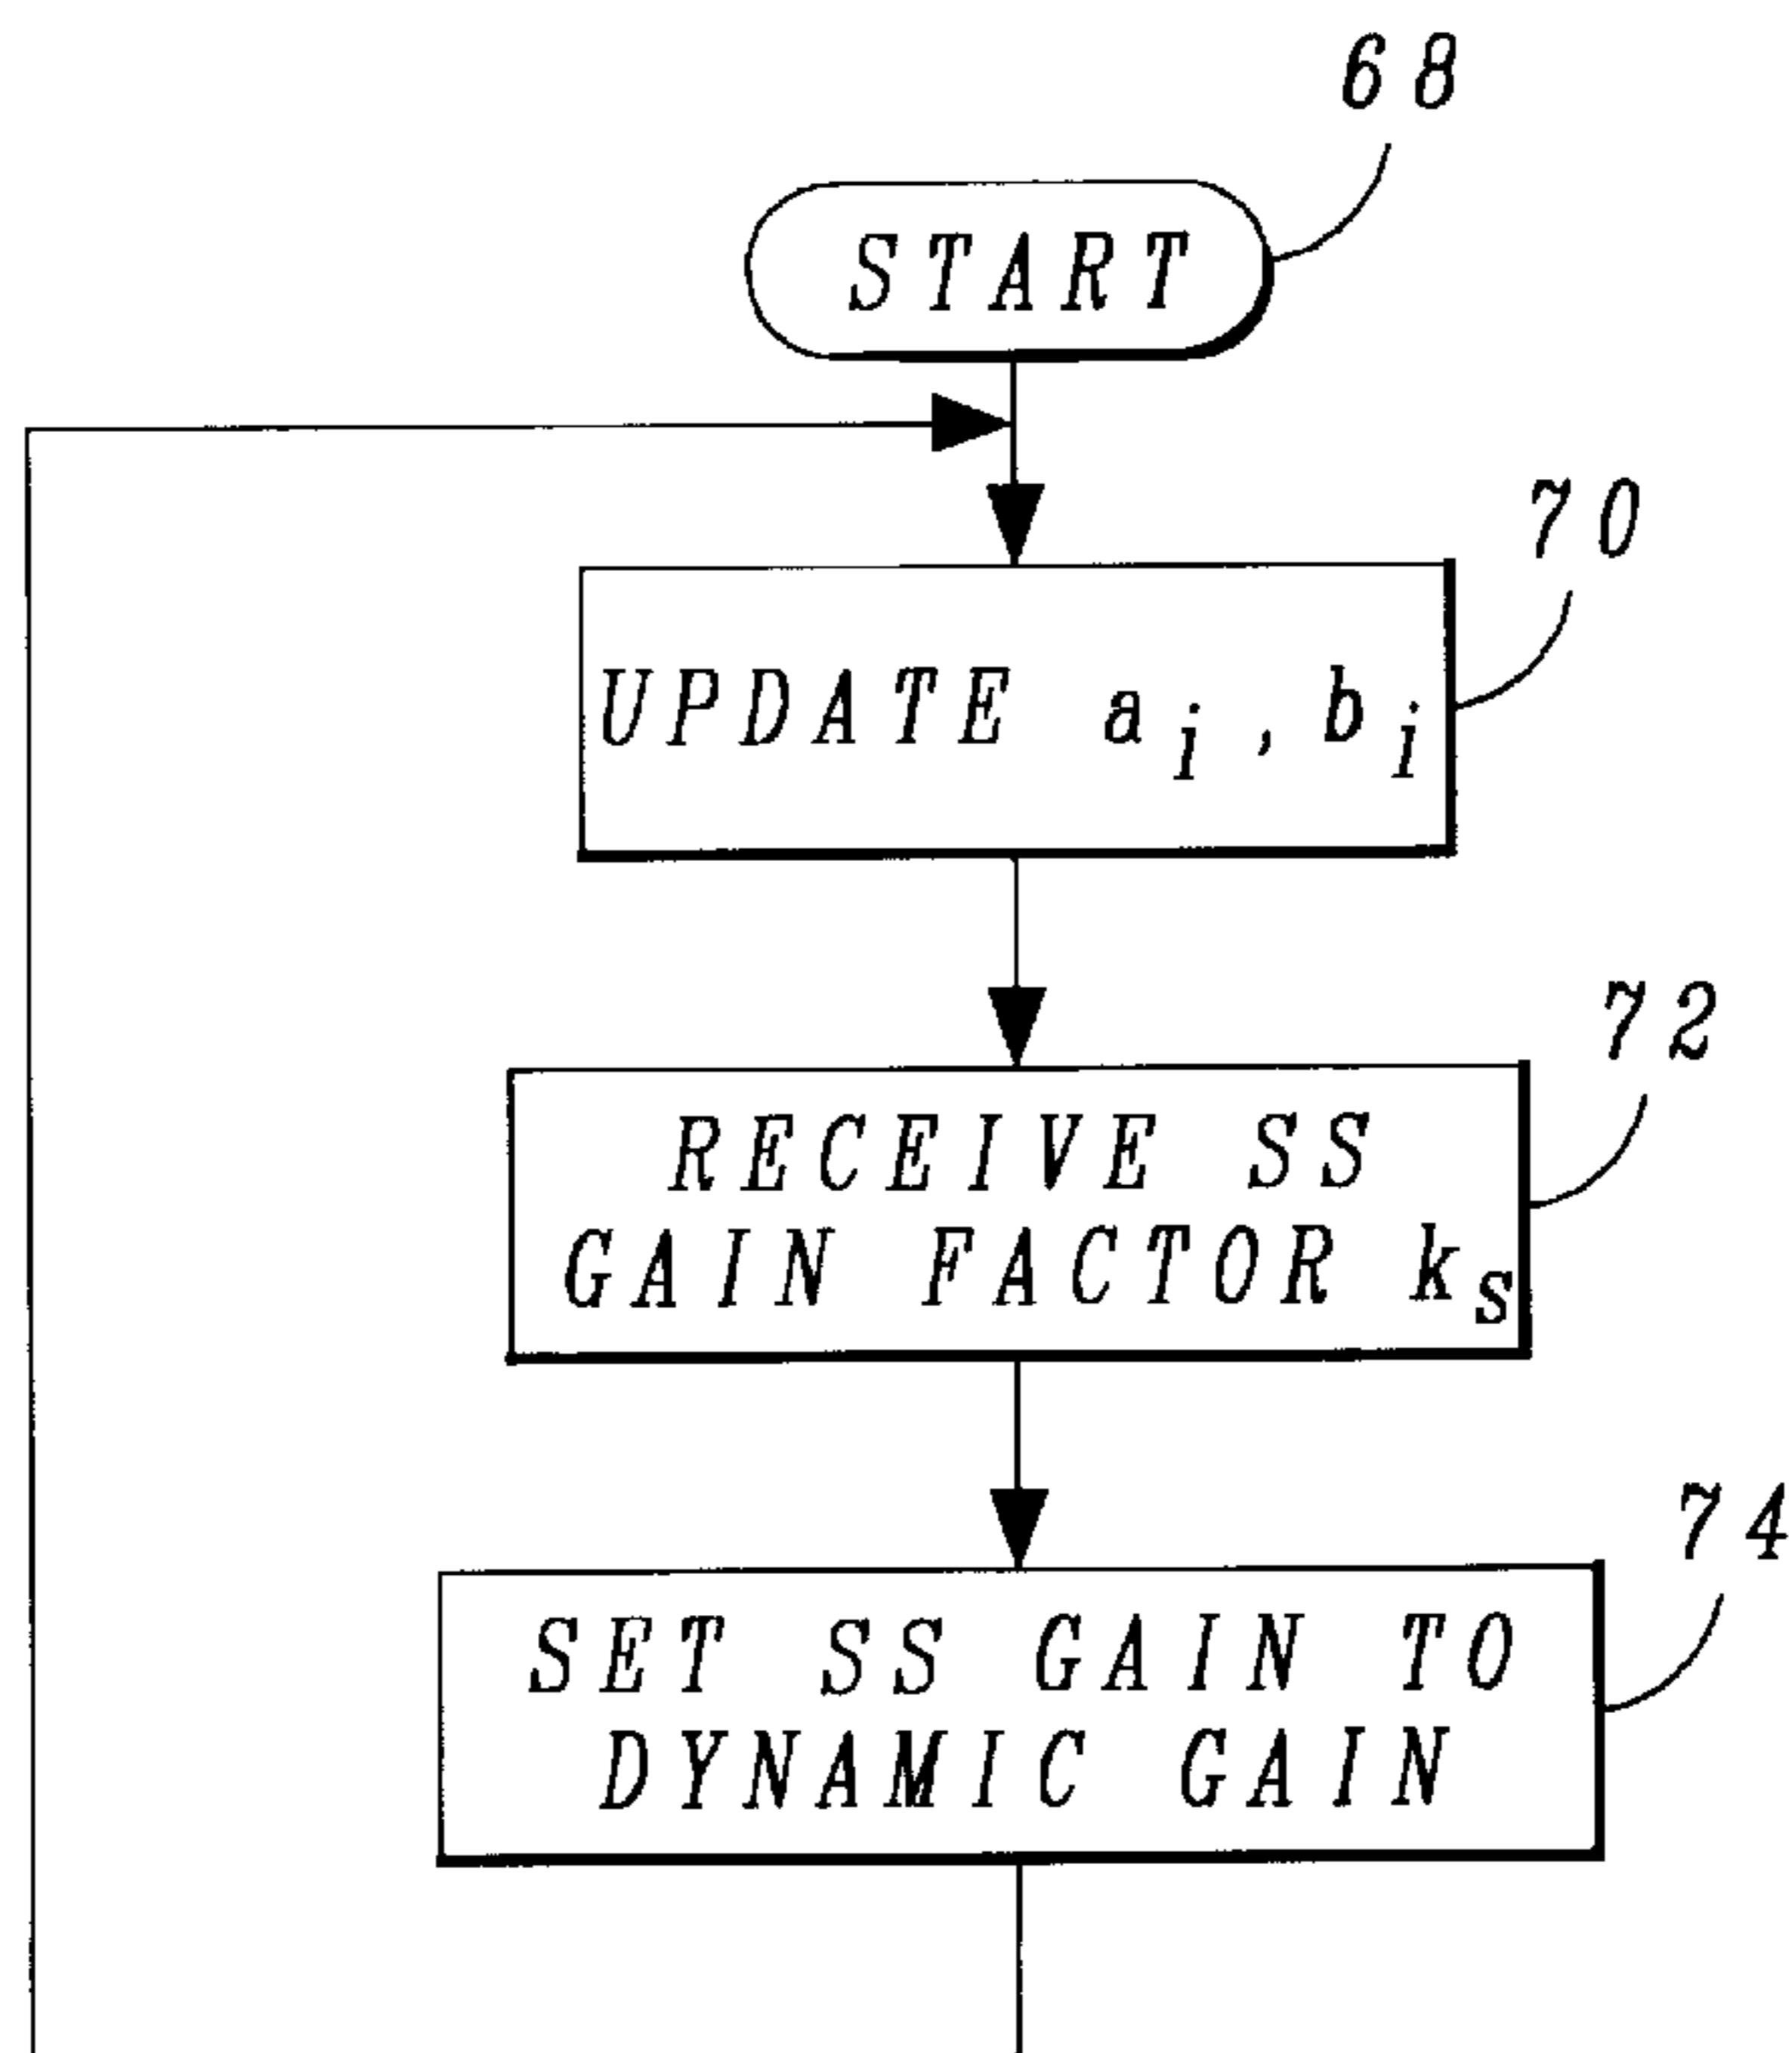 68
START
70
UPDATE a_i, b_i
72
RECEIVE SS
GAIN FACTOR k_s
74
SET SS GAIN TO
DYNAMIC GAIN